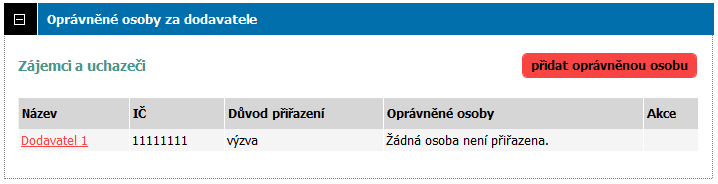 Oprávněné osoby za dodavatele
Zájemci a uchazeči
přidat oprávněnou osobu
Název IČ Důvod přiřazení Oprávněné osoby Akce
Dodavatel 1 11111111 výzva Žádná osoba není přiřazena.